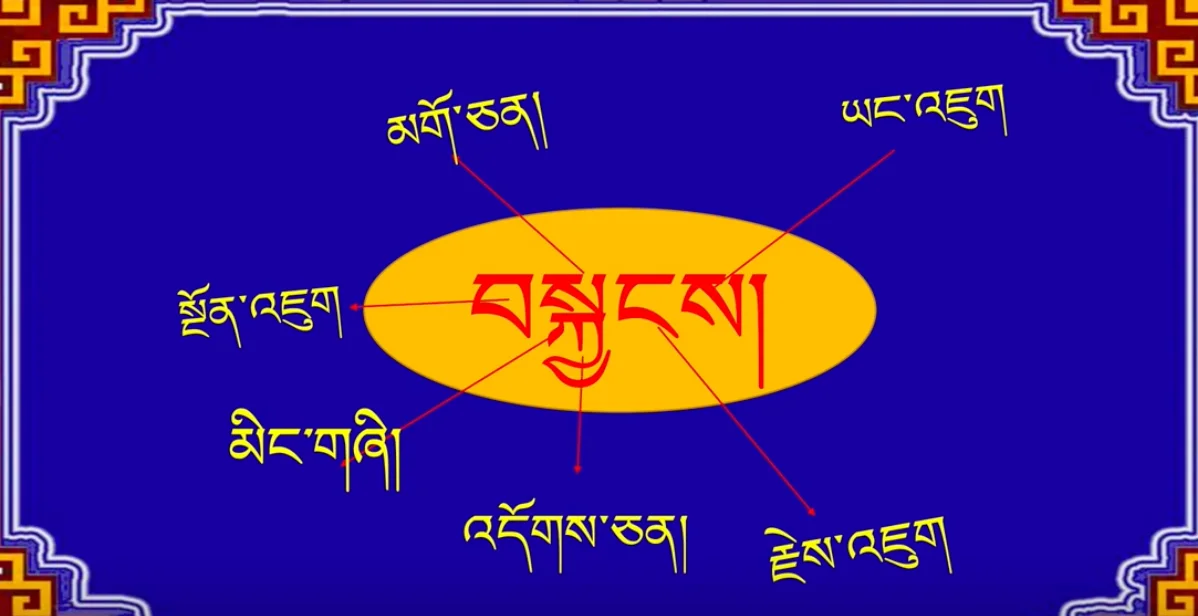 མགོ་ཅན།
ཡང་འཇུག
སྔོན་འཇུག
བསྐྱངས།
མིང་གཞི།
འདོགས་ཅན།
རྗེས་འཇུག